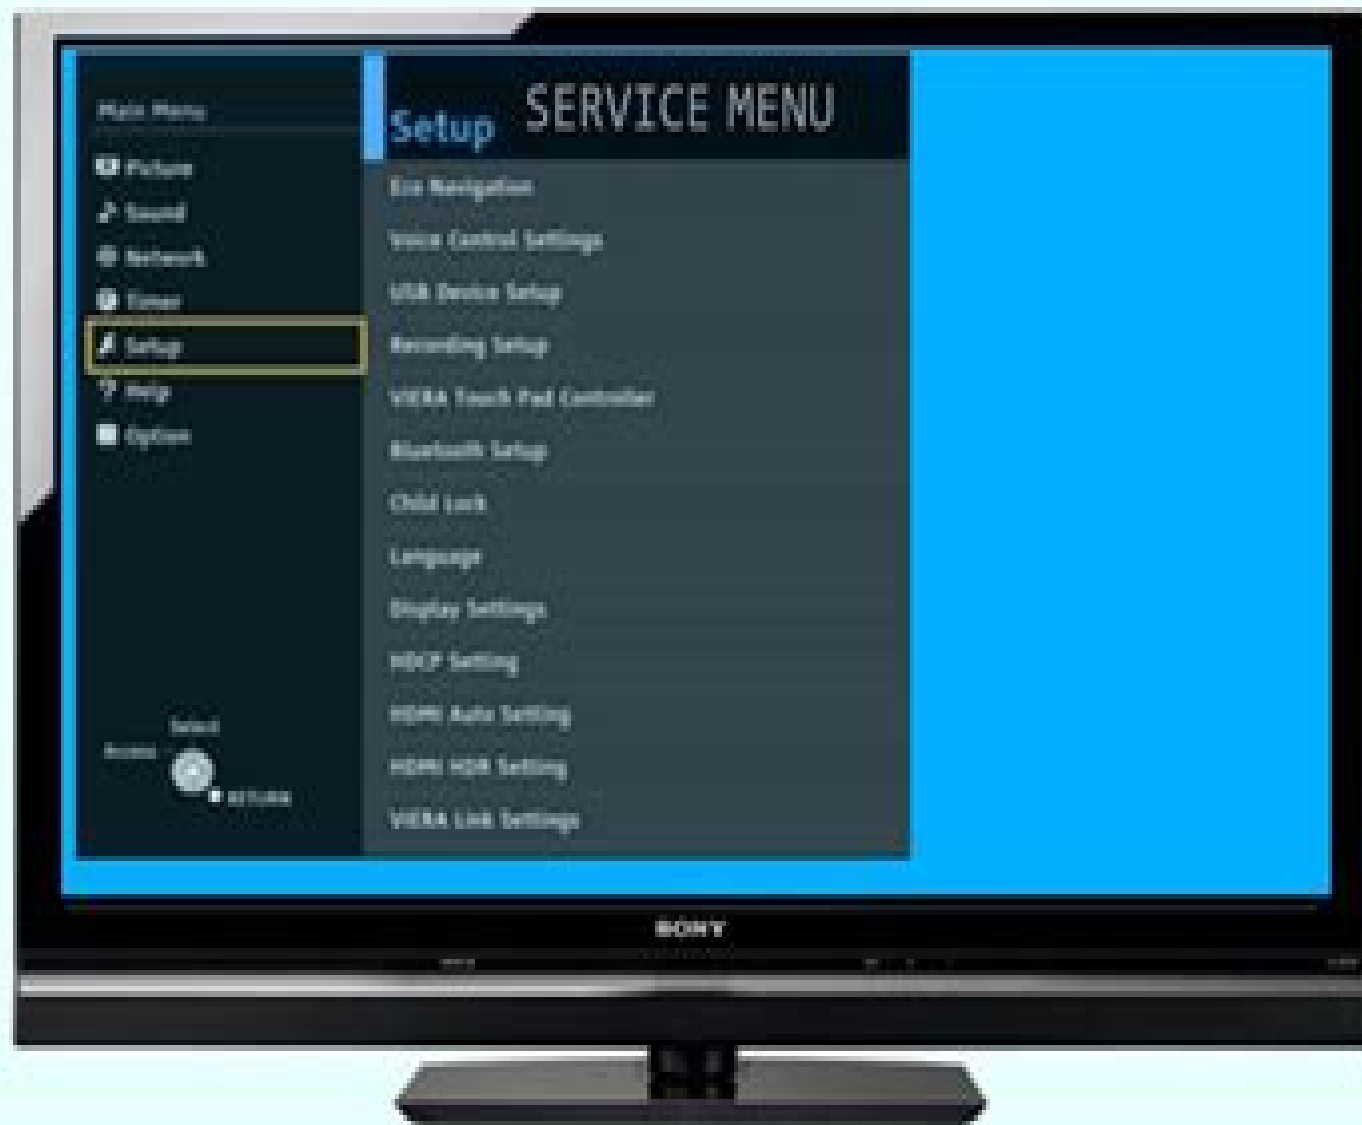 Main Menu
Picture
Sound
Network
Timer
Setup
Help
Option
Select
Access
RETURN
Setup SERVICE MENU
Eco Navigation
Voice Control Settings
USB Device Setup
Recording Setup
VIERA Touch Pad Controller
Bluetooth Setup
Child Lock
Language
Display Settings
HDCP Setting
HDMI Auto Setting
HDMI HDR Setting
VIERA Link Settings
SONY